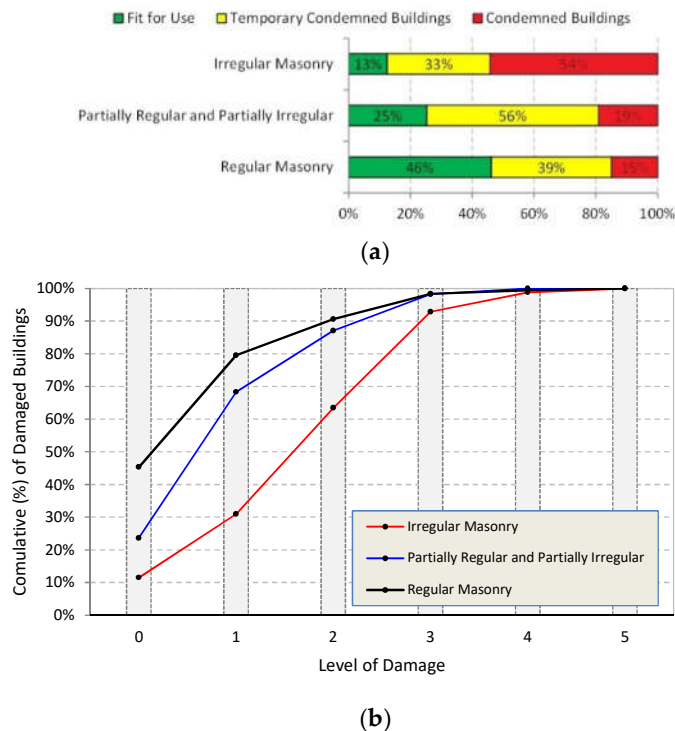 Fit for Use Temporary Condemned Buildings Condemned Buildings
Irregular Masonry 13% 33% 54%
Partially Regular and Partially Irregular 25% 56% 19%
Regular Masonry 46% 39% 15%
0% 20% 40% 60% 80% 100%
(a)
100%
90%
80%
70%
60%
50%
40%
30%
20%
10%
0%
Comulative (%) of Damaged Buildings
Irregular Masonry
Partially Regular and Partially Irregular
Regular Masonry
0 1 2 3 4 5
Level of Damage
(b)